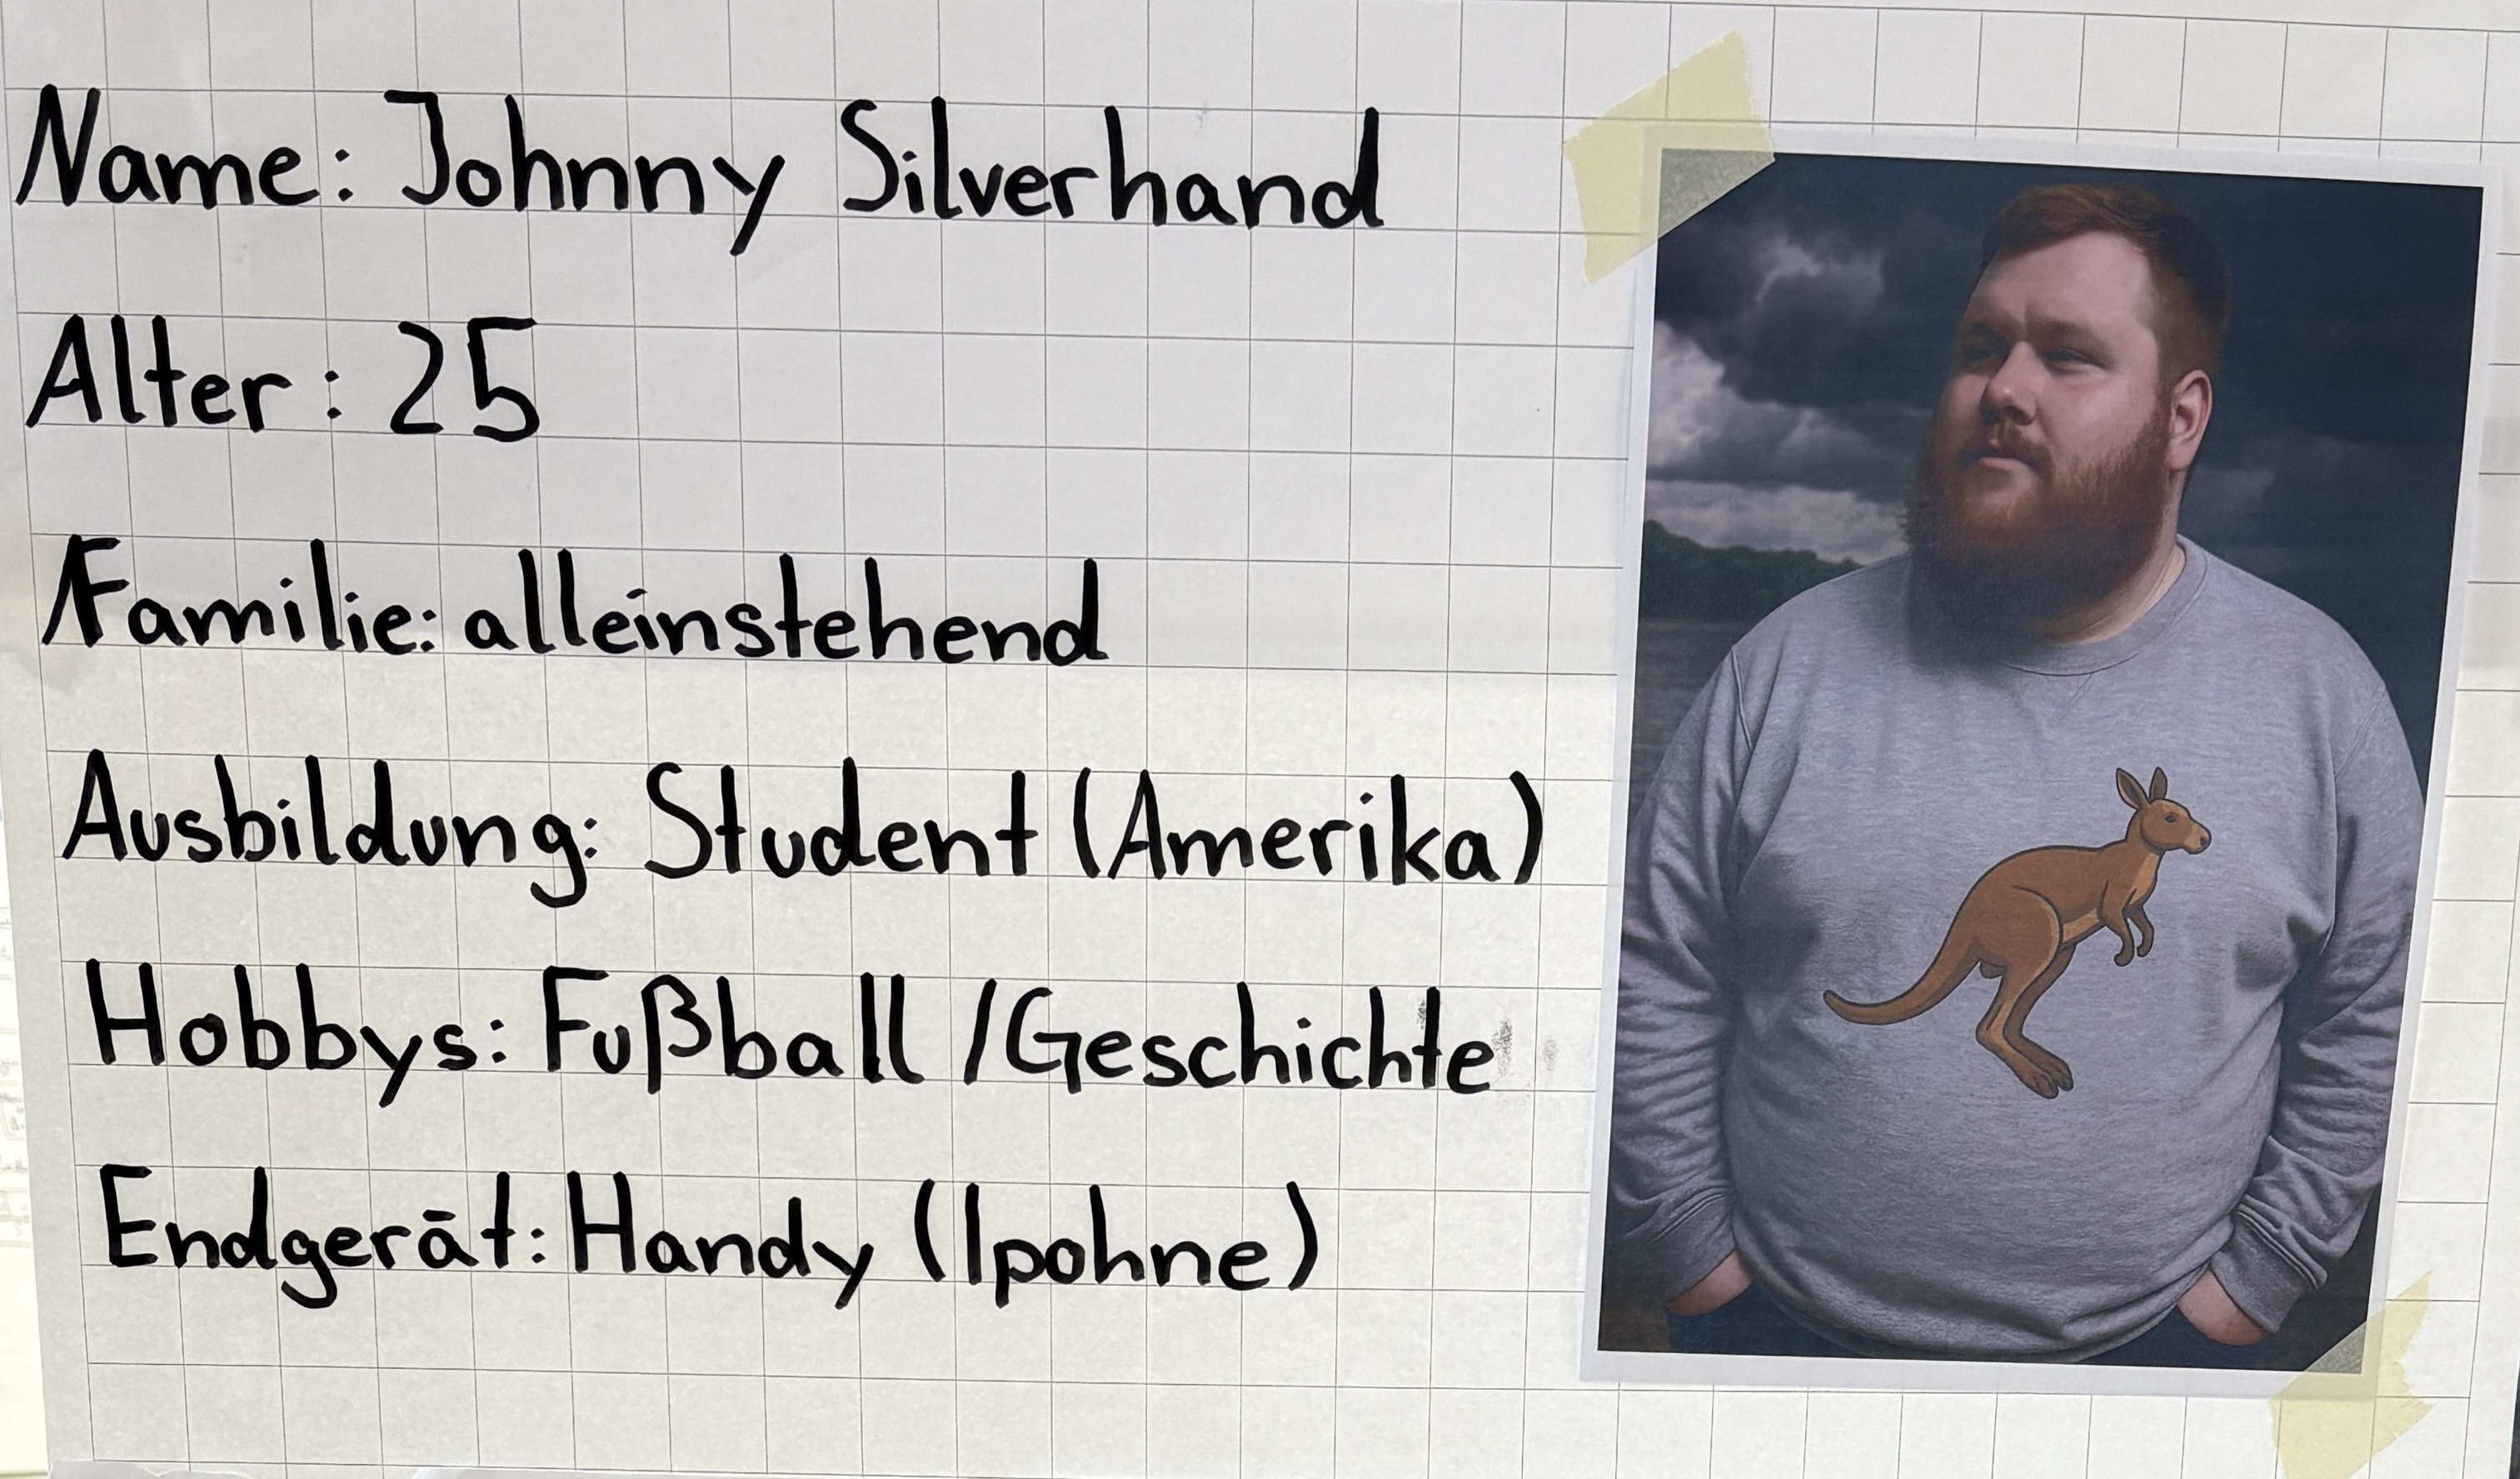 Name: Johnny Silverhand
Alter: 25
Familie: alleinstehend
Ausbildung: Student (Amerika)
Hobbys: Fußball / Geschichte
Endgerät: Handy (Ipohne)